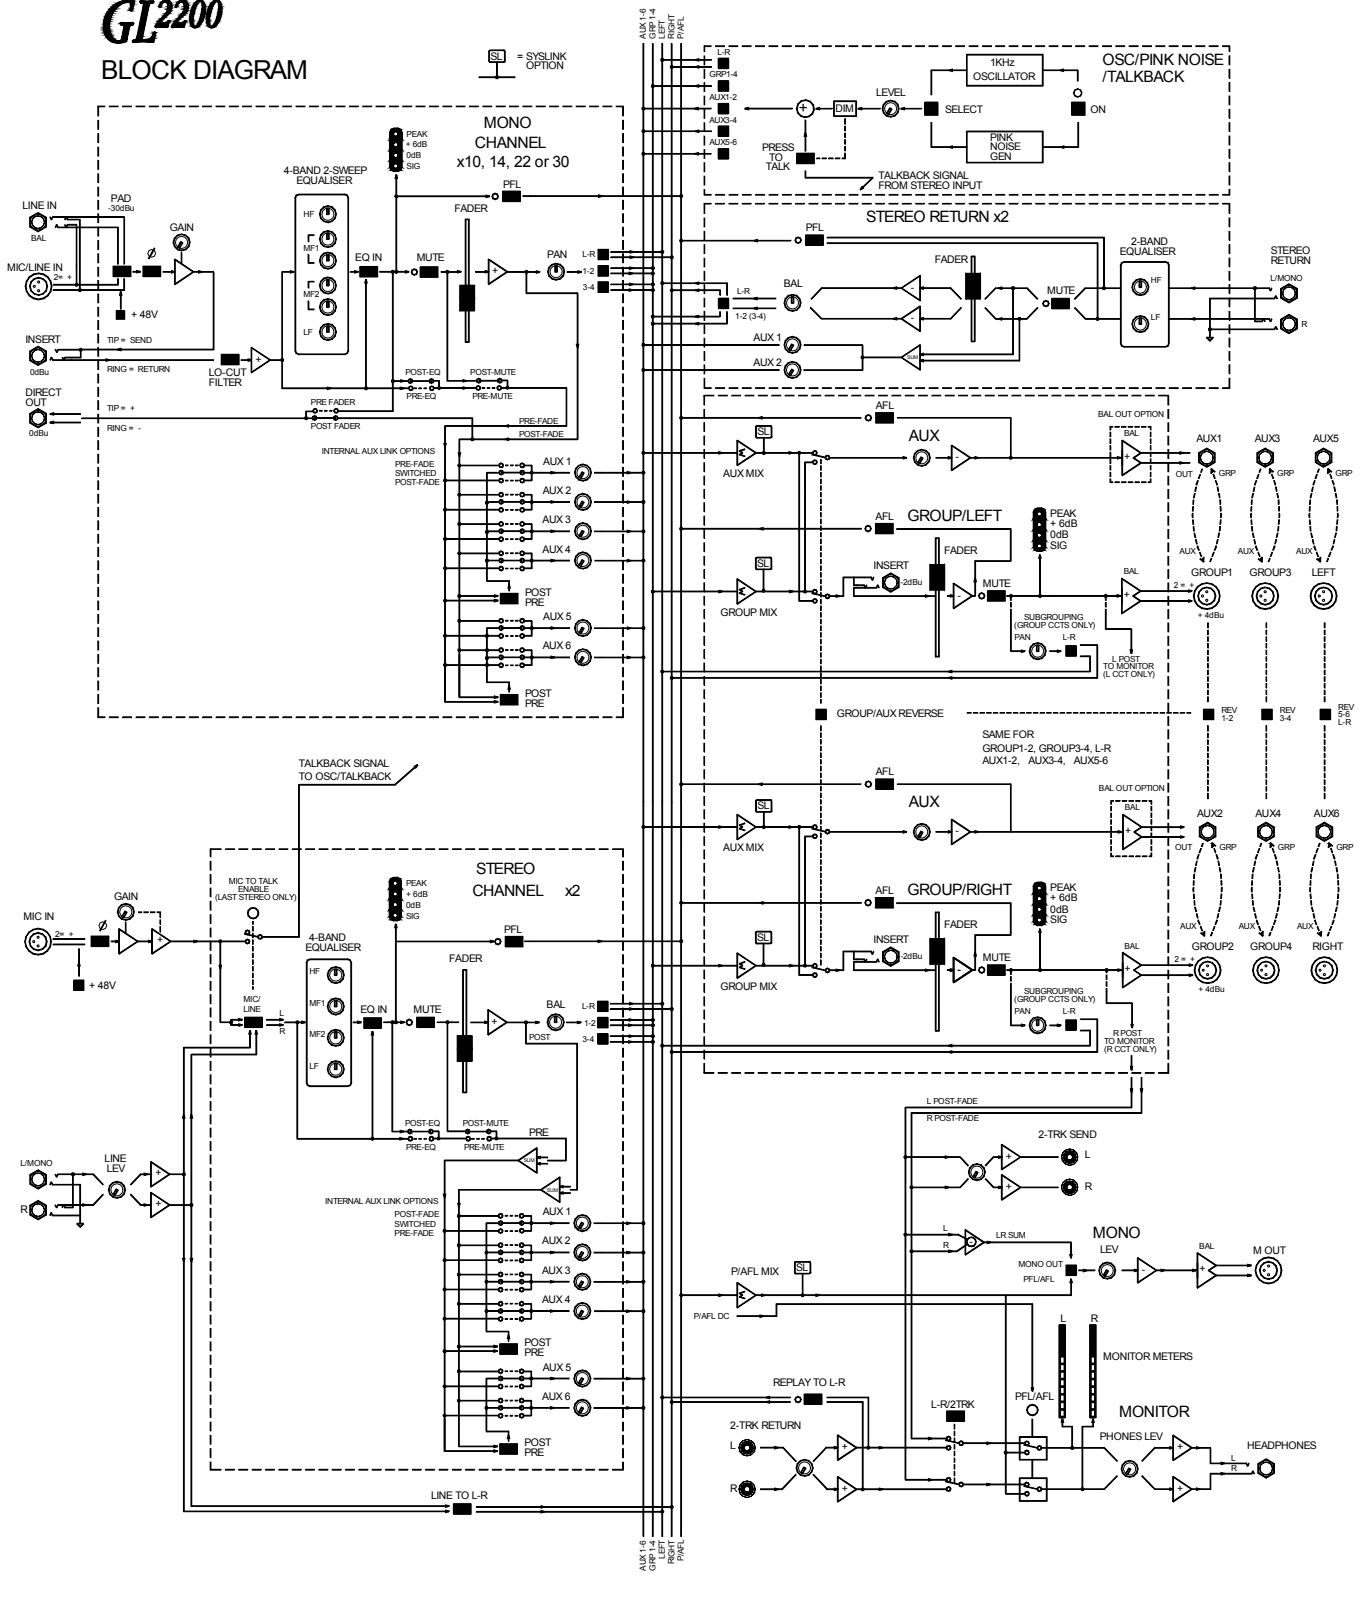 GL2200
BLOCK DIAGRAM
SL = SYSLINK
OPTION
AUX 1-6
GRP 1-4
LEFT
RIGHT
P/AFL
MONO
CHANNEL
x10, 14, 22 or 30
PEAK
+ 6dB
0dB
SIG
4-BAND 2-SWEEP
EQUALISER
HF
MF1
MF2
LF
PFL
FADER
LINE IN
BAL
PAD
-30dBu
GAIN
Ø
MIC/LINE IN
2= +
+ 48V
EQ IN
MUTE
PAN
L-R
1-2
3-4
INSERT
0dBu
TIP = SEND
RING = RETURN
LO-CUT
FILTER
DIRECT
OUT
0dBu
TIP = +
RING = -
PRE FADER
POST FADER
POST-EQ
PRE-EQ
POST-MUTE
PRE-MUTE
PRE-FADE
POST-FADE
INTERNAL AUX LINK OPTIONS
PRE-FADE
SWITCHED
POST-FADE
AUX 1
AUX 2
AUX 3
AUX 4
POST
PRE
AUX 5
AUX 6
POST
PRE
L-R
GRP1-4
AUX1-2
AUX3-4
AUX5-6
OSC/PINK NOISE
/TALKBACK
1KHz
OSCILLATOR
LEVEL
DIM
SELECT
ON
PINK
NOISE
GEN
PRESS
TO
TALK
TALKBACK SIGNAL
FROM STEREO INPUT
STEREO RETURN x2
PFL
FADER
2-BAND
EQUALISER
HF
LF
STEREO
RETURN
L/MONO
R
MUTE
BAL
L-R
1-2 (3-4)
AUX 1
AUX 2
SUM
AFL
SL
AUX
AUX MIX
BAL OUT OPTION
BAL
AUX1
AUX3
AUX5
OUT
GRP
GRP
GRP
AFL
GROUP/LEFT
PEAK
+ 6dB
0dB
SIG
SL
INSERT
-2dBu
FADER
MUTE
GROUP MIX
BAL
AUX
AUX
AUX
GROUP1
GROUP3
LEFT
2 = +
+ 4dBu
SUBGROUPING
(GROUP CCTS ONLY)
PAN
L-R
L POST
TO MONITOR
(L CCT ONLY)
GROUP/AUX REVERSE
REV
1-2
REV
3-4
REV
5-6
L-R
SAME FOR
GROUP1-2, GROUP3-4, L-R
AUX1-2, AUX3-4, AUX5-6
AFL
SL
AUX
AUX MIX
BAL OUT OPTION
BAL
AUX2
AUX4
AUX6
OUT
GRP
GRP
GRP
AFL
GROUP/RIGHT
PEAK
+ 6dB
0dB
SIG
SL
INSERT
-2dBu
FADER
MUTE
GROUP MIX
BAL
AUX
AUX
AUX
GROUP2
GROUP4
RIGHT
2 = +
+ 4dBu
SUBGROUPING
(GROUP CCTS ONLY)
PAN
L-R
R POST
TO MONITOR
(R CCT ONLY)
TALKBACK SIGNAL
TO OSC/TALKBACK
STEREO
CHANNEL x2
MIC TO TALK
ENABLE
(LAST STEREO ONLY)
PEAK
+ 6dB
0dB
SIG
MIC IN
2= +
Ø
GAIN
+ 48V
4-BAND
EQUALISER
HF
MF1
MF2
LF
PFL
FADER
MIC/
LINE
L
R
EQ IN
MUTE
BAL
POST
L-R
1-2
3-4
POST-EQ
PRE-EQ
POST-MUTE
PRE-MUTE
PRE
SUM
SUM
L/MONO
R
LINE
LEV
INTERNAL AUX LINK OPTIONS
POST-FADE
SWITCHED
PRE-FADE
AUX 1
AUX 2
AUX 3
AUX 4
POST
PRE
AUX 5
AUX 6
POST
PRE
LINE TO L-R
L POST-FADE
R POST-FADE
2-TRK SEND
L
R
L
R
LR SUM
MONO
LEV
MONO OUT
PFL/AFL
BAL
M OUT
P/AFL MIX
SL
P/AFL DC
L
R
MONITOR METERS
REPLAY TO L-R
L-R/2TRK
PFL/AFL
MONITOR
2-TRK RETURN
L
R
PHONES LEV
L
R
HEADPHONES
AUX 1-6
GRP 1-4
LEFT
RIGHT
P/AFL